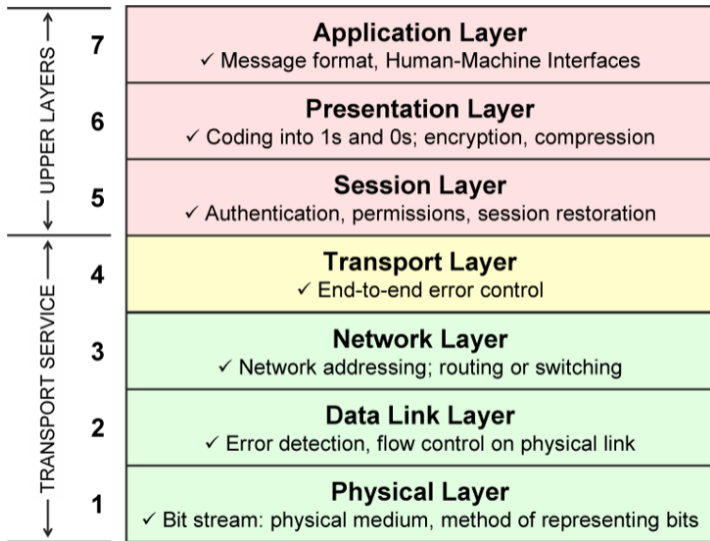 UPPER LAYERS
7
Application Layer
✓ Message format, Human-Machine Interfaces
6
Presentation Layer
✓ Coding into 1s and 0s; encryption, compression
5
Session Layer
✓ Authentication, permissions, session restoration
TRANSPORT SERVICE
4
Transport Layer
✓ End-to-end error control
3
Network Layer
✓ Network addressing; routing or switching
2
Data Link Layer
✓ Error detection, flow control on physical link
1
Physical Layer
✓ Bit stream: physical medium, method of representing bits